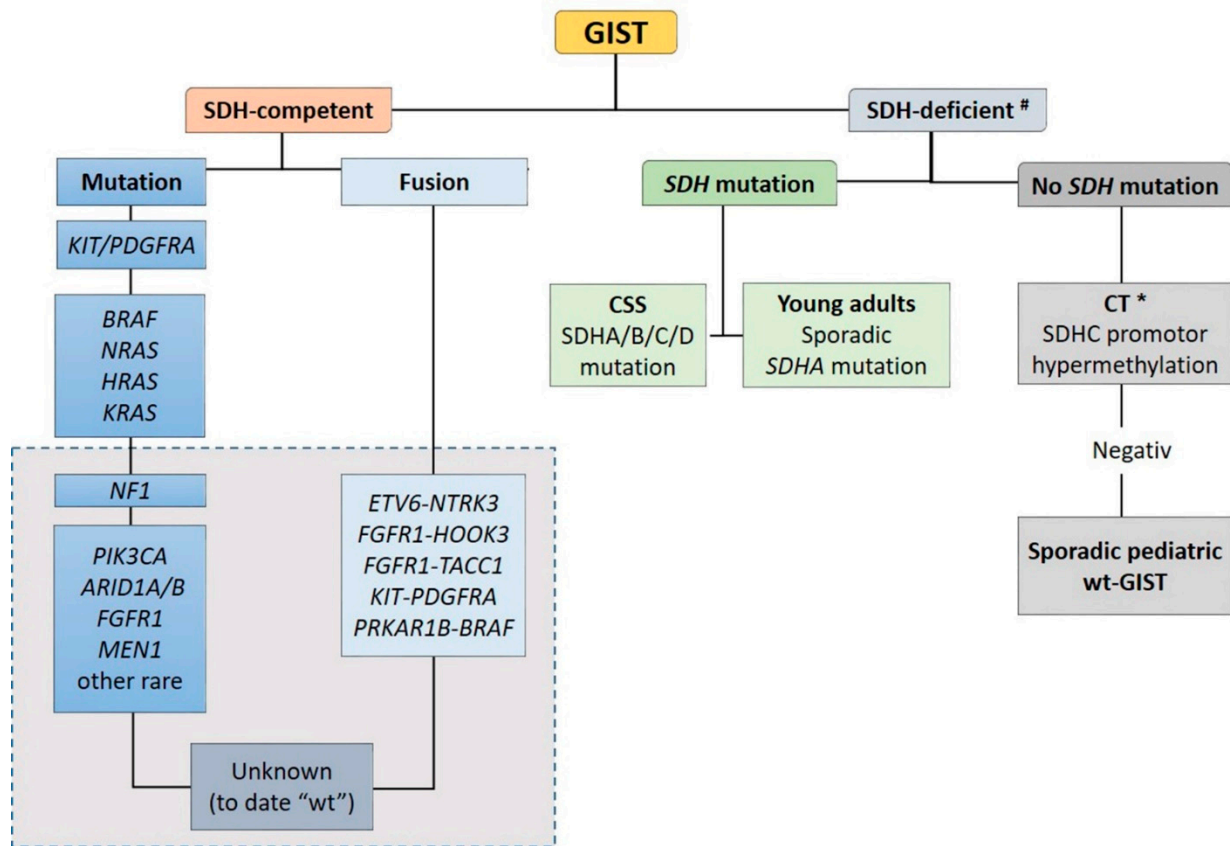 GIST
SDH-competent
SDH-deficient #
Mutation
Fusion
SDH mutation
No SDH mutation
KIT/PDGFRA
BRAF
NRAS
HRAS
KRAS
CSS
SDHA/B/C/D
mutation
Young adults
Sporadic
SDHA mutation
CT *
SDHC promotor
hypermethylation
Negativ
NF1
PIK3CA
ARID1A/B
FGFR1
MEN1
other rare
ETV6-NTRK3
FGFR1-HOOK3
FGFR1-TACC1
KIT-PDGFRA
PRKAR1B-BRAF
Sporadic pediatric
wt-GIST
Unknown
(to date “wt”)